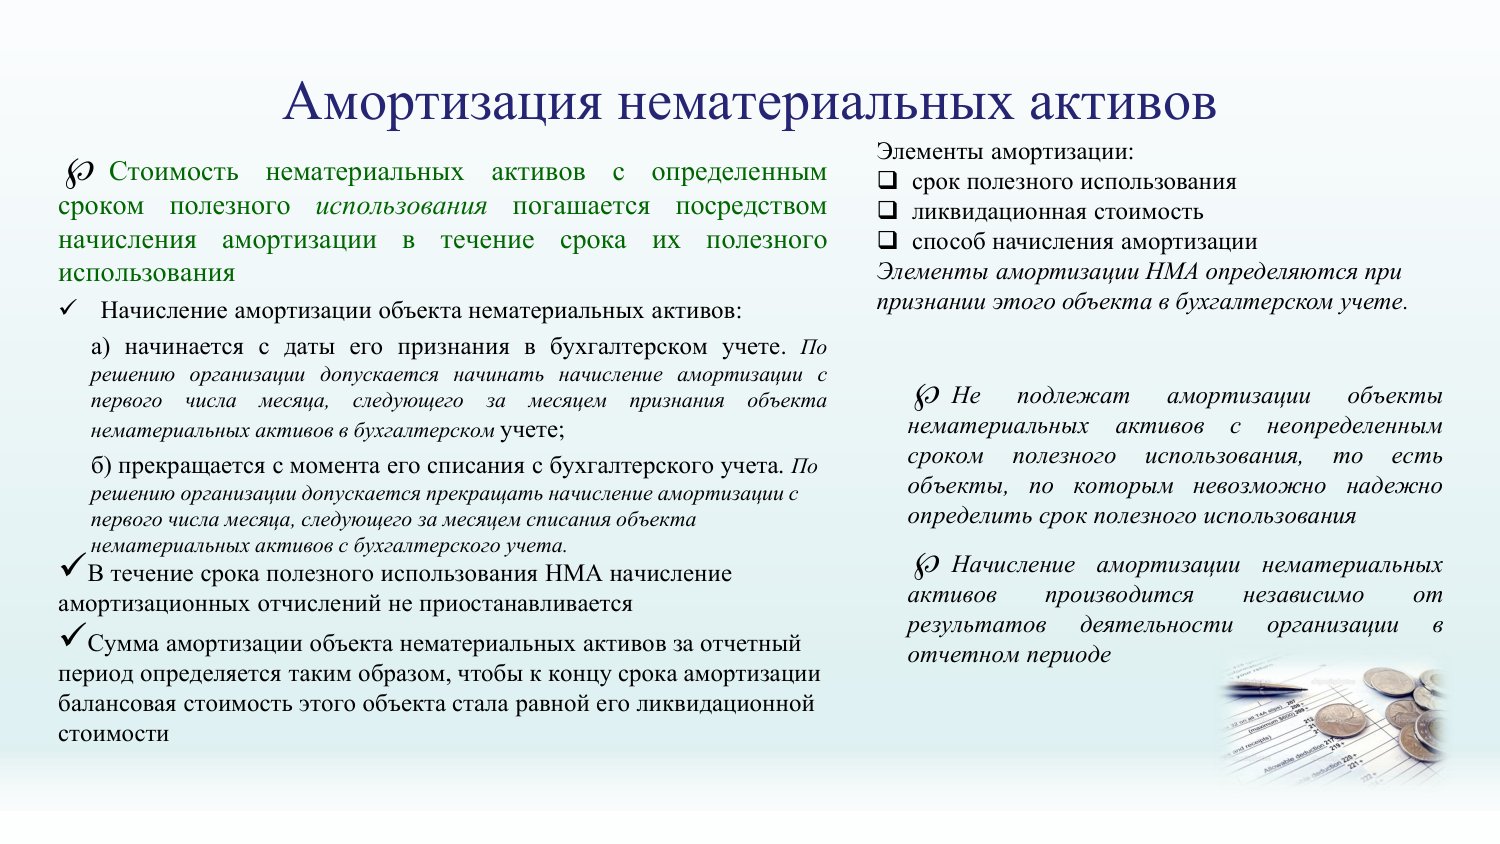 Амортизация нематериальных активов
℘ Стоимость нематериальных активов с определенным
сроком полезного использования погашается посредством
начисления амортизации в течение срока их полезного
использования
✓ Начисление амортизации объекта нематериальных активов:
а) начинается с даты его признания в бухгалтерском учете. По
решению организации допускается начинать начисление амортизации с
первого числа месяца, следующего за месяцем признания объекта
нематериальных активов в бухгалтерском учете;
б) прекращается с момента его списания с бухгалтерского учета. По
решению организации допускается прекращать начисление амортизации с
первого числа месяца, следующего за месяцем списания объекта
нематериальных активов с бухгалтерского учета.
✓В течение срока полезного использования НМА начисление
амортизационных отчислений не приостанавливается
✓Сумма амортизации объекта нематериальных активов за отчетный
период определяется таким образом, чтобы к концу срока амортизации
балансовая стоимость этого объекта стала равной его ликвидационной
стоимости
Элементы амортизации:
❑ срок полезного использования
❑ ликвидационная стоимость
❑ способ начисления амортизации
Элементы амортизации НМА определяются при
признании этого объекта в бухгалтерском учете.
℘ Не подлежат амортизации объекты
нематериальных активов с неопределенным
сроком полезного использования, то есть
объекты, по которым невозможно надежно
определить срок полезного использования
℘ Начисление амортизации нематериальных
активов производится независимо от
результатов деятельности организации в
отчетном периоде
Allowable deduction